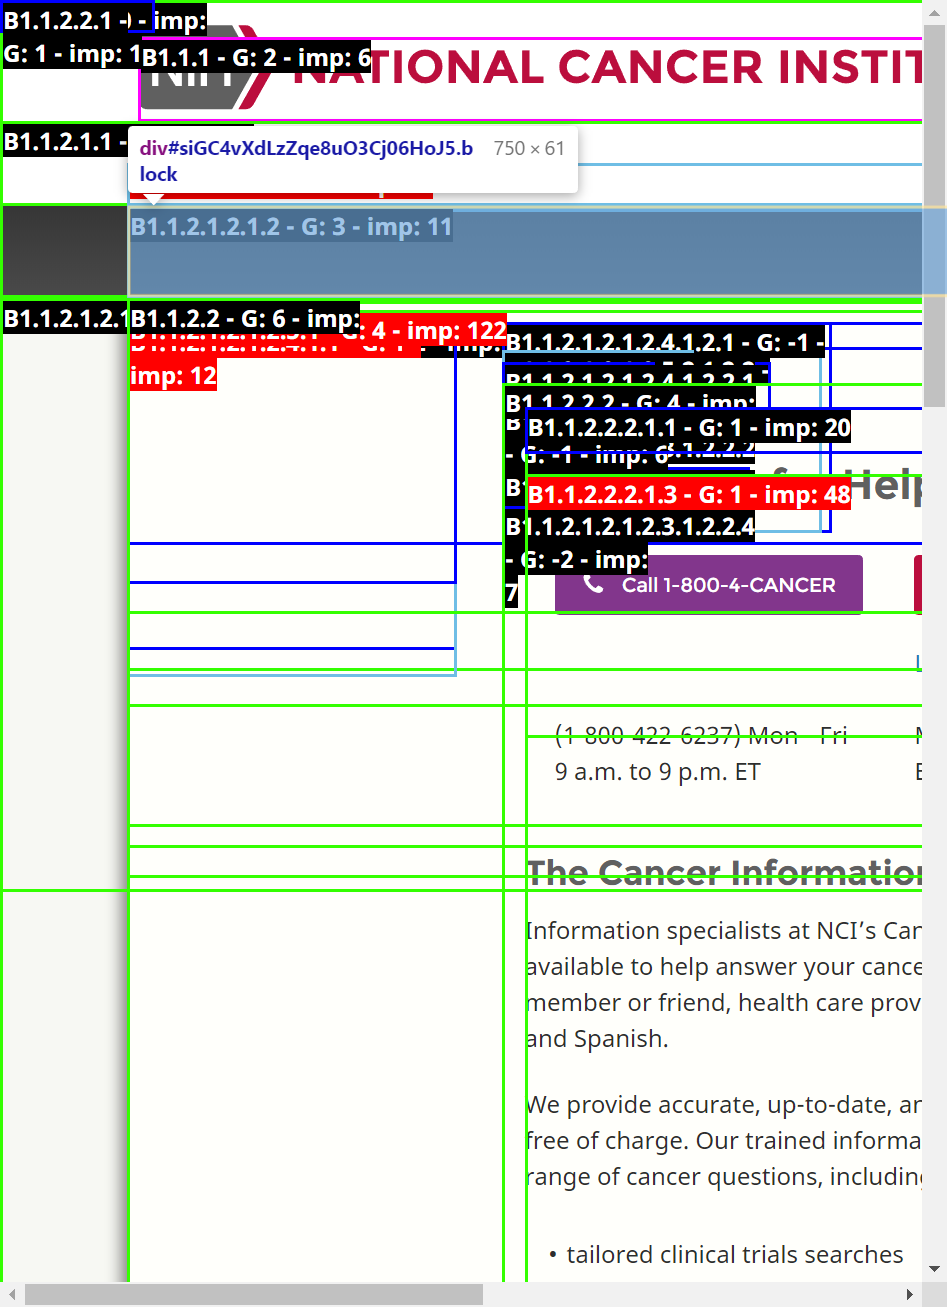 B1.1.2.2.1 - - imp:
G: 1 - imp: 1
B1.1.1 - G: 2 - imp: 6
NATIONAL CANCER INSTIT
B1.1.2.1.1 -
div#siGC4vXdLzZqe8uO3Cj06HoJ5.b 750 × 61
lock
B1.1.2.1.2.1.2 - G: 3 - imp: 11
B1.1.2.1.2.1
B1.1.2.2 - G: 6 - imp:
G: 4 - imp: 122
B1.1.2.1.2.1.2.4.1.2.1 - G: -1 -
imp: 12
B1.1.2.1.2.1.2.4.1.2.2.1
B1.1.2.2.2 - G: 4 - imp:
B1.1.2.2.2.1.1 - G: 1 - imp: 20
- G: -1 - imp: 6
for Help
B1.1.2.2.2.1.3 - G: 1 - imp: 48
B1.1.2.1.2.1.2.3.1.2.2.4
- G: -2 - imp:
7
Call 1-800-4-CANCER
(1-800-422-6237) Mon - Fri
9 a.m. to 9 p.m. ET
The Cancer Information
Information specialists at NCI’s Can
available to help answer your cance
member or friend, health care prov
and Spanish.
We provide accurate, up-to-date, an
free of charge. Our trained informa
range of cancer questions, including
• tailored clinical trials searches